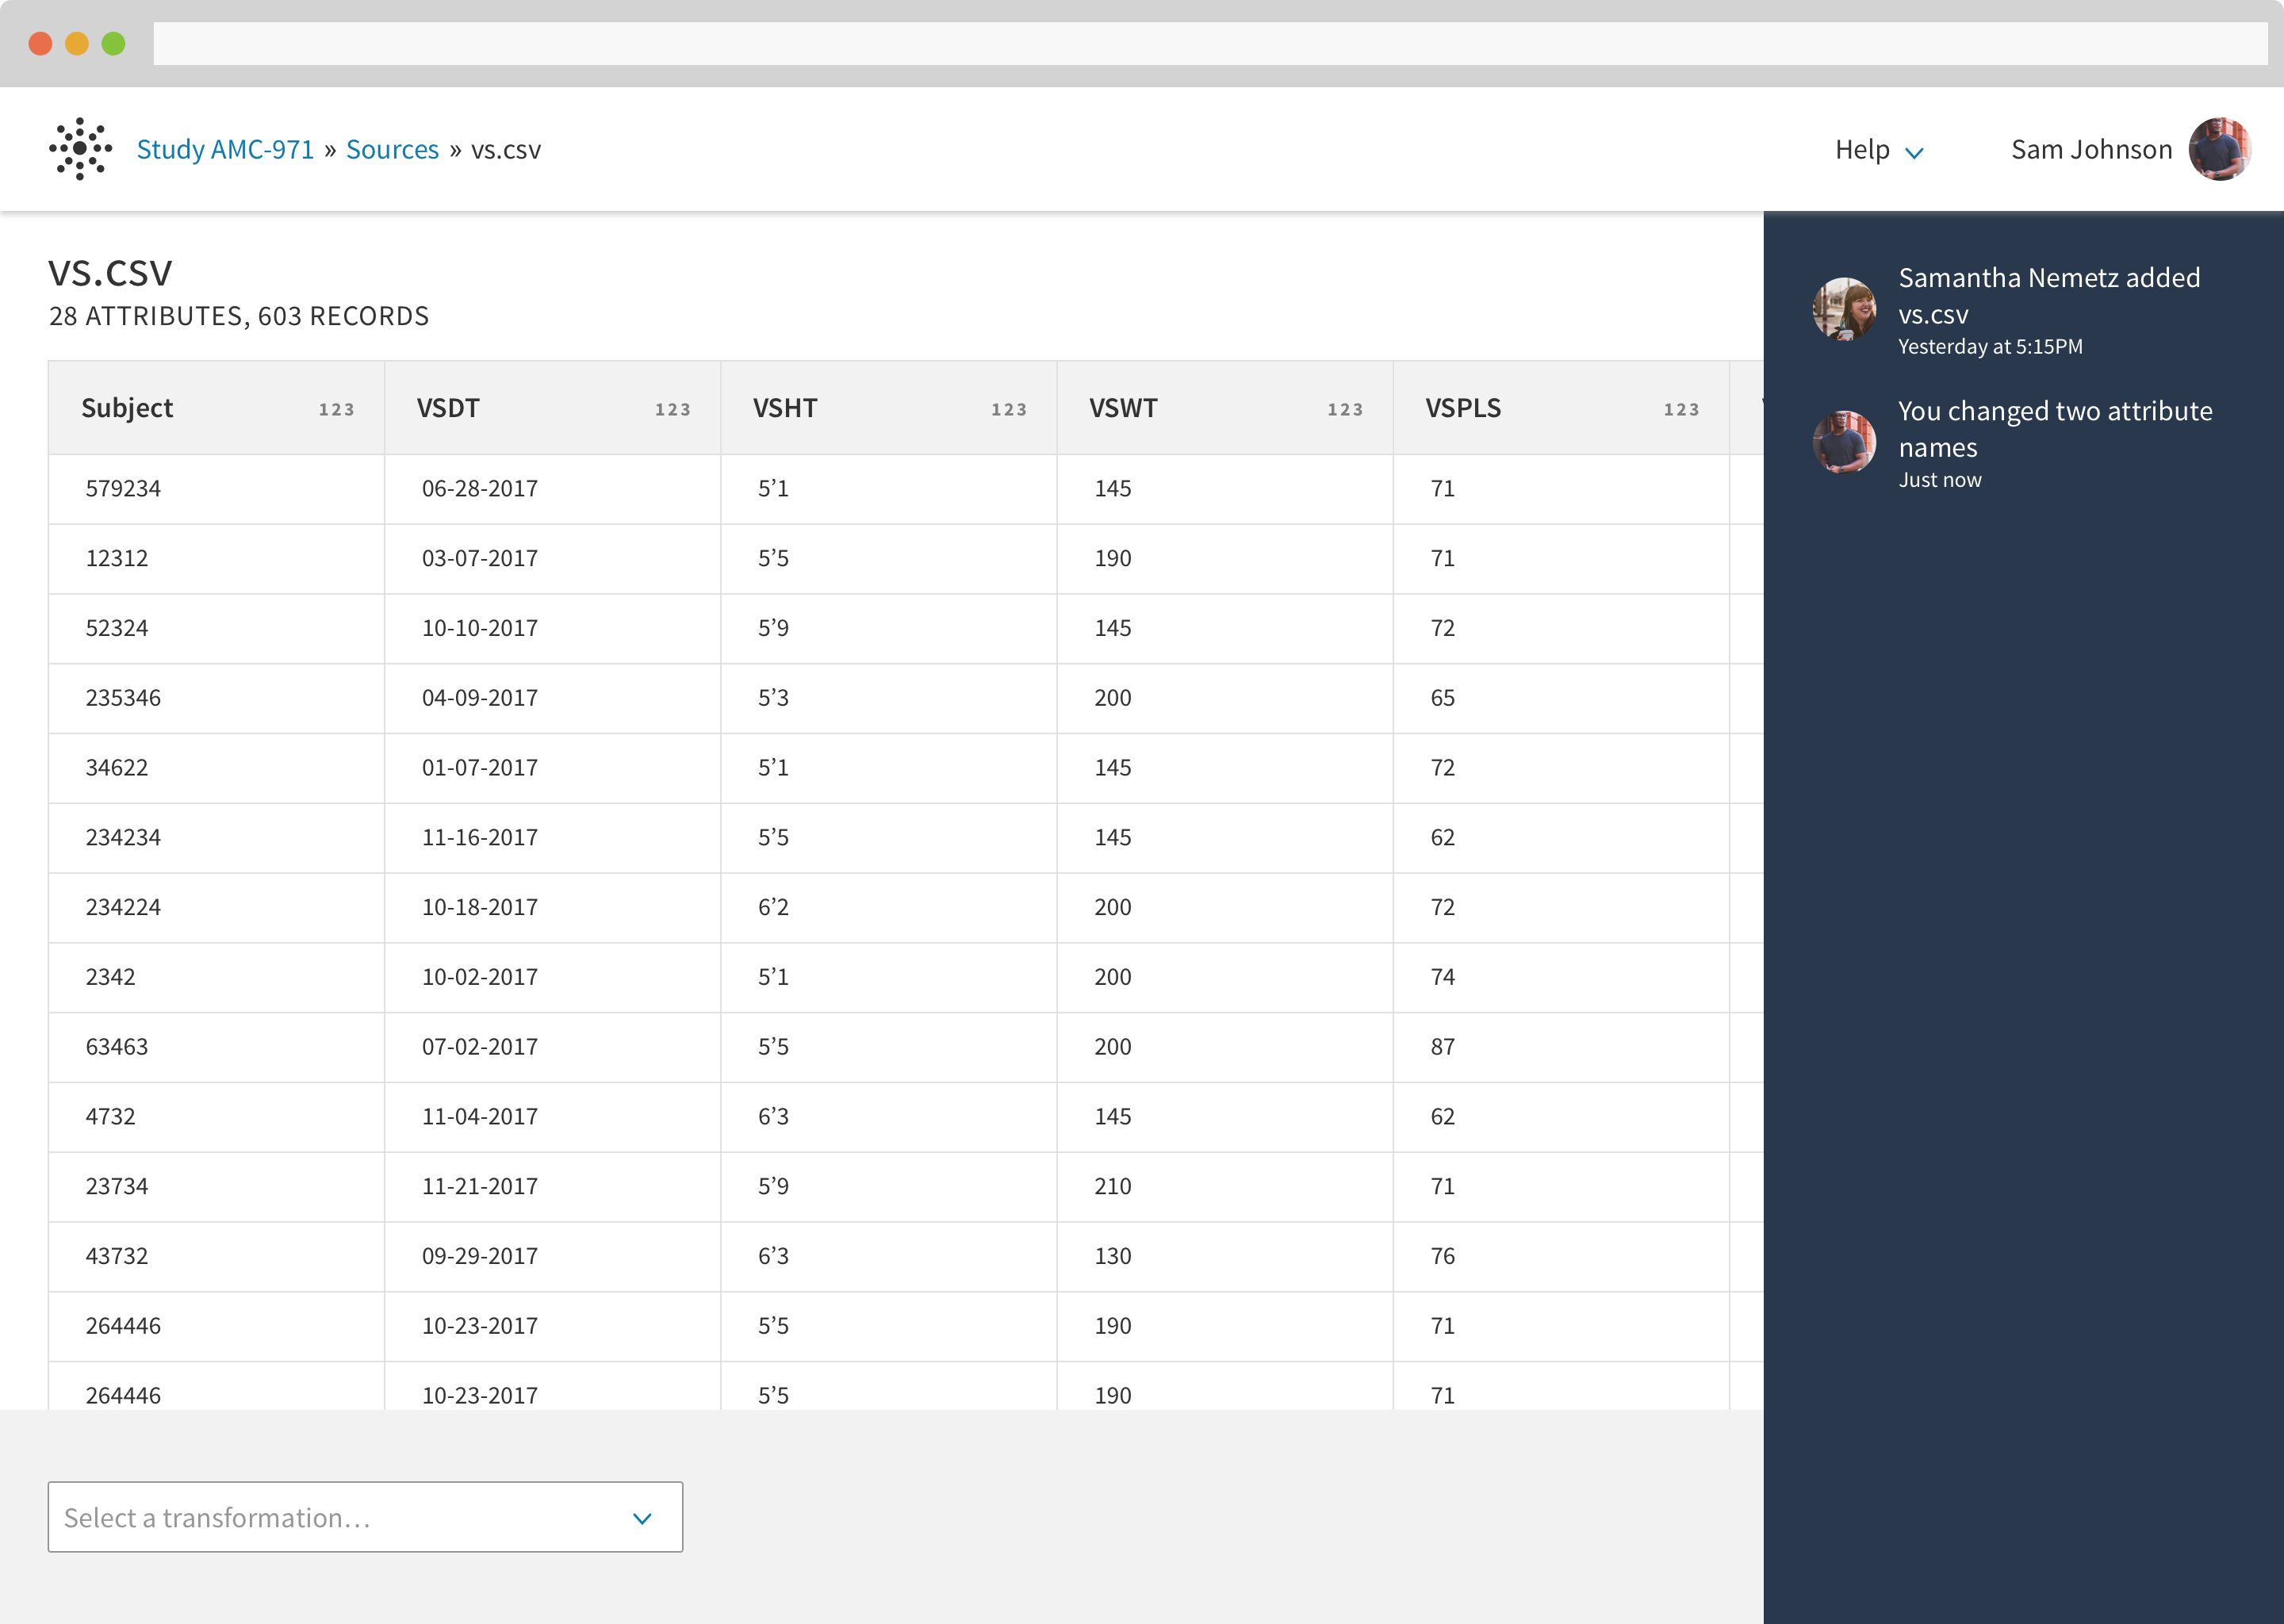 Study AMC-971 » Sources » vs.csv
Help
Sam Johnson
vs.csv
28 ATTRIBUTES, 603 RECORDS
Subject 123 VSDT 123 VSHT 123 VSWT 123 VSPLS 123
579234 06-28-2017 5’1 145 71
12312 03-07-2017 5’5 190 71
52324 10-10-2017 5’9 145 72
235346 04-09-2017 5’3 200 65
34622 01-07-2017 5’1 145 72
234234 11-16-2017 5’5 145 62
234224 10-18-2017 6’2 200 72
2342 10-02-2017 5’1 200 74
63463 07-02-2017 5’5 200 87
4732 11-04-2017 6’3 145 62
23734 11-21-2017 5’9 210 71
43732 09-29-2017 6’3 130 76
264446 10-23-2017 5’5 190 71
264446 10-23-2017 5’5 190 71
Select a transformation…
Samantha Nemetz added
vs.csv
Yesterday at 5:15PM
You changed two attribute
names
Just now